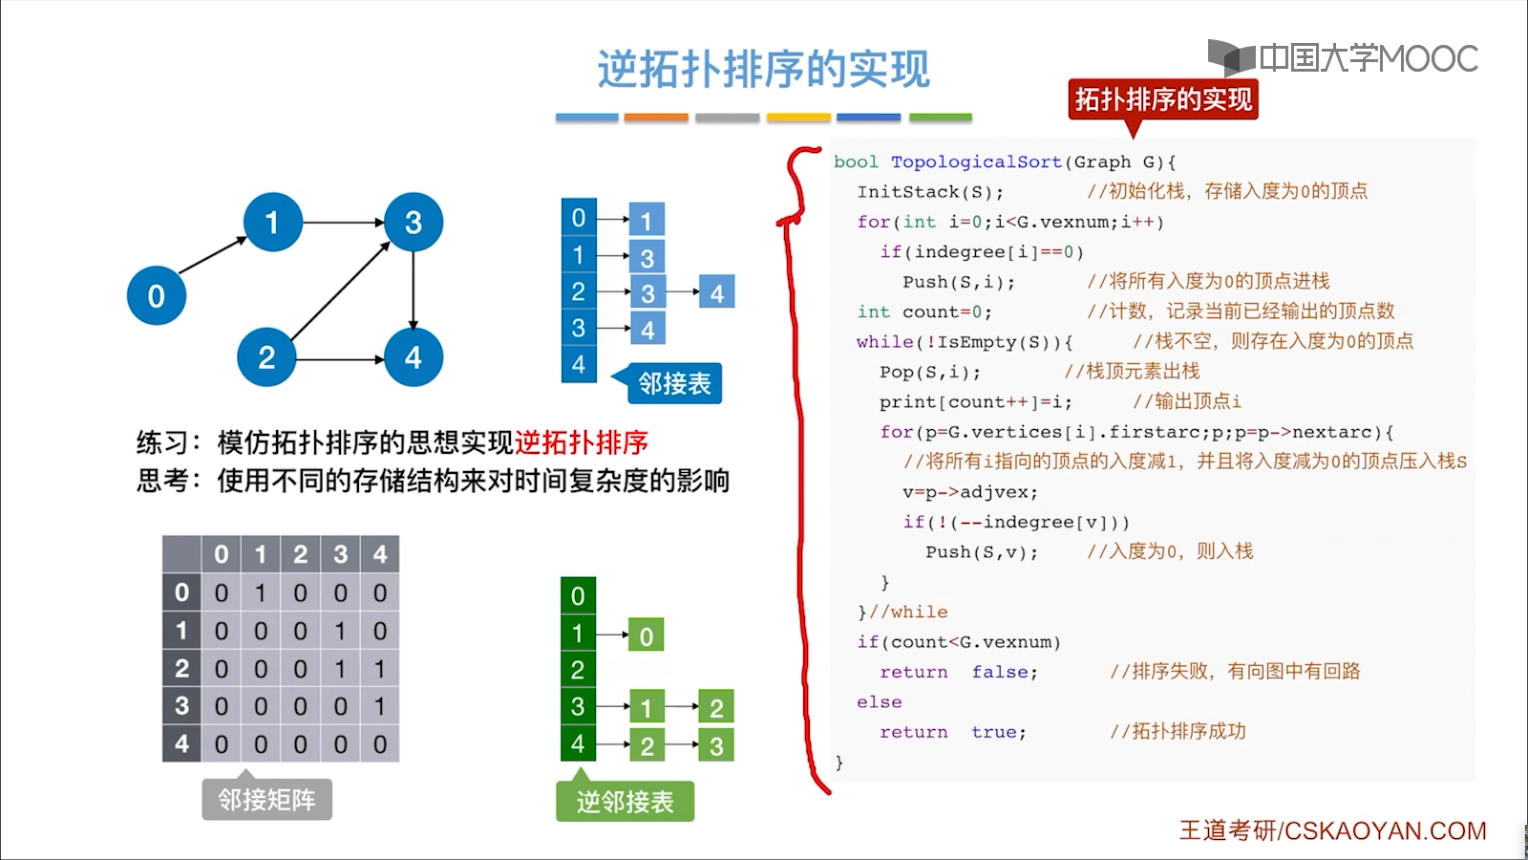 中国大学MOOC
逆拓扑排序的实现
拓扑排序的实现
1
3
0
2
4
0 1
1 3
2 3 4
3 4
4
邻接表
练习：模仿拓扑排序的思想实现逆拓扑排序
思考：使用不同的存储结构来对时间复杂度的影响
0 1 2 3 4
0 0 1 0 0 0
1 0 0 0 1 0
2 0 0 0 1 1
3 0 0 0 0 1
4 0 0 0 0 0
邻接矩阵
0
1 0
2
3 1 2
4 2 3
逆邻接表
bool TopologicalSort(Graph G){
InitStack(S); //初始化栈，存储入度为0的顶点
for(int i=0;i<G.vexnum;i++)
if(indegree[i]==0)
Push(S,i); //将所有入度为0的顶点进栈
int count=0; //计数，记录当前已经输出的顶点数
while(!IsEmpty(S)){ //栈不空，则存在入度为0的顶点
Pop(S,i); //栈顶元素出栈
print[count++]=i; //输出顶点i
for(p=G.vertices[i].firstarc;p;p=p->nextarc){
//将所有i指向的顶点的入度减1，并且将入度减为0的顶点压入栈S
v=p->adjvex;
if(!(--indegree[v]))
Push(S,v); //入度为0，则入栈
}
}//while
if(count<G.vexnum)
return false; //排序失败，有向图中有回路
else
return true; //拓扑排序成功
}
王道考研/CSKAOYAN.COM